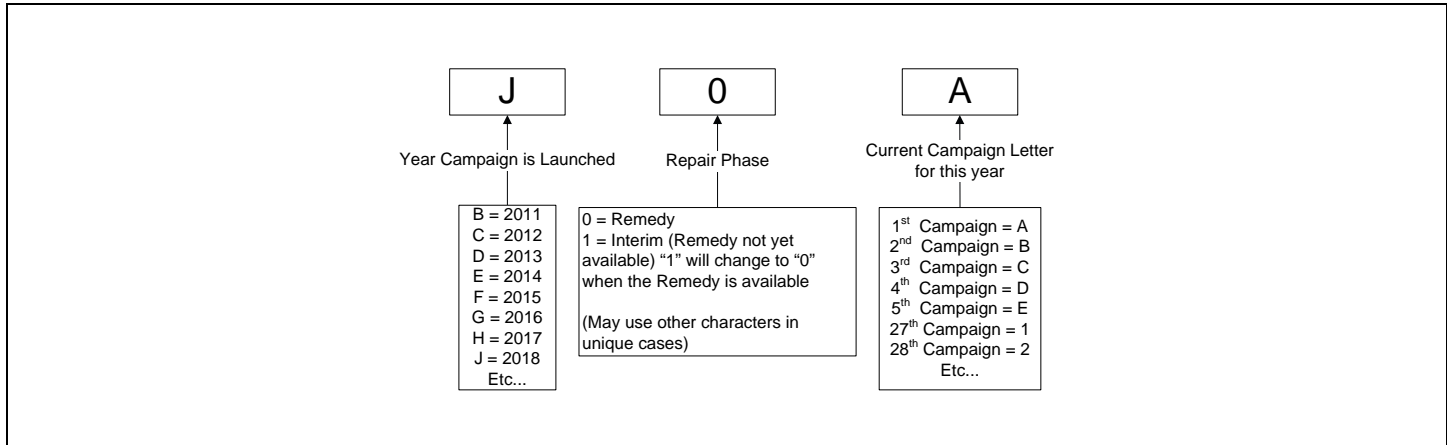 J
0
A
Year Campaign is Launched
Repair Phase
Current Campaign Letter
for this year
B = 2011
C = 2012
D = 2013
E = 2014
F = 2015
G = 2016
H = 2017
J = 2018
Etc...
0 = Remedy
1 = Interim (Remedy not yet
available) “1” will change to “0”
when the Remedy is available
(May use other characters in
unique cases)
1st Campaign = A
2nd Campaign = B
3rd Campaign = C
4th Campaign = D
5th Campaign = E
27th Campaign = 1
28th Campaign = 2
Etc...